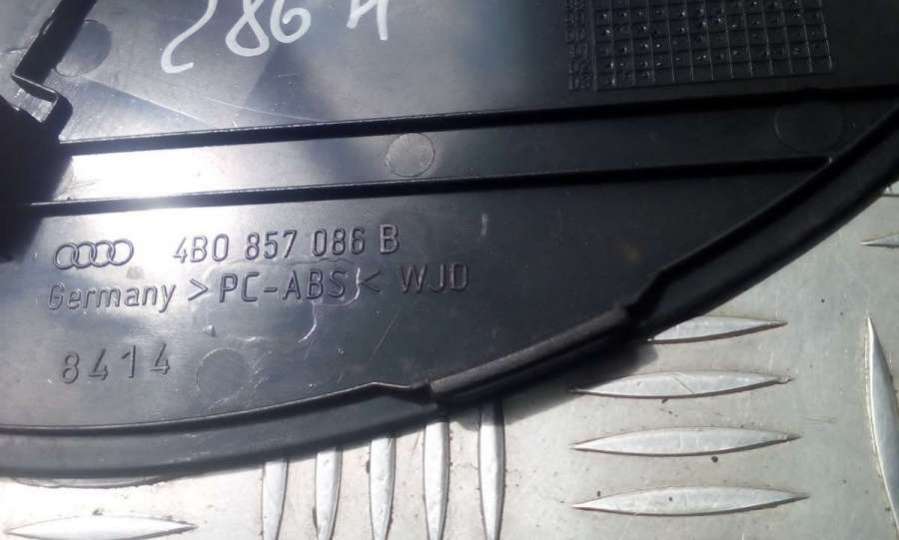 286 A
4B0 857 086 B
Germany >PC-ABS< WJD
8414